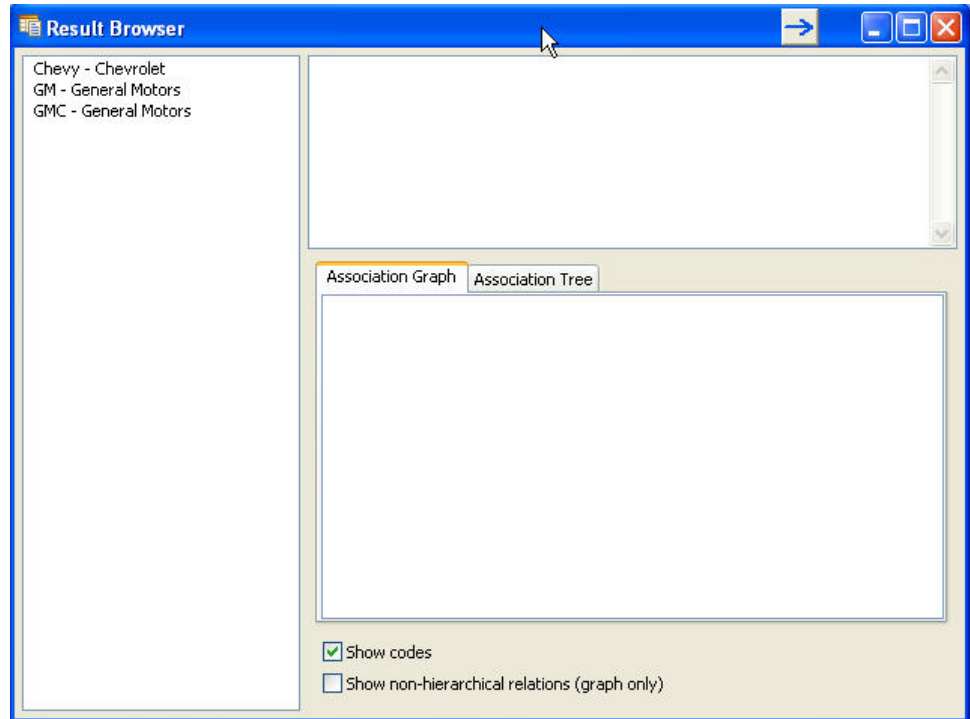 Result Browser
Chevy - Chevrolet
GM - General Motors
GMC - General Motors
Association Graph
Association Tree
Show codes
Show non-hierarchical relations (graph only)